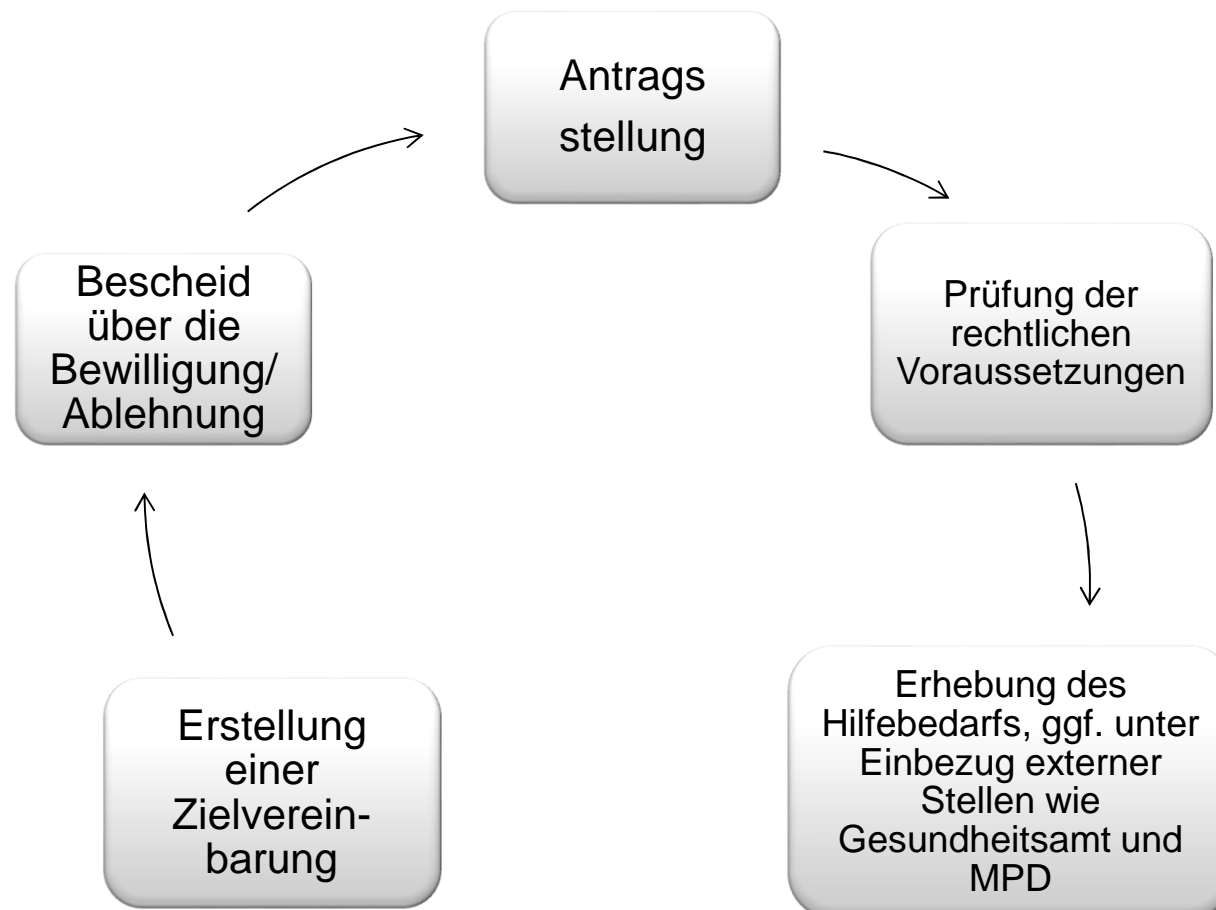 Antrags
stellung
Prüfung der
rechtlichen
Voraussetzungen
Erhebung des
Hilfebedarfs, ggf. unter
Einbezug externer
Stellen wie
Gesundheitsamt und
MPD
Erstellung
einer
Zielverein-
barung
Bescheid
über die
Bewilligung/
Ablehnung